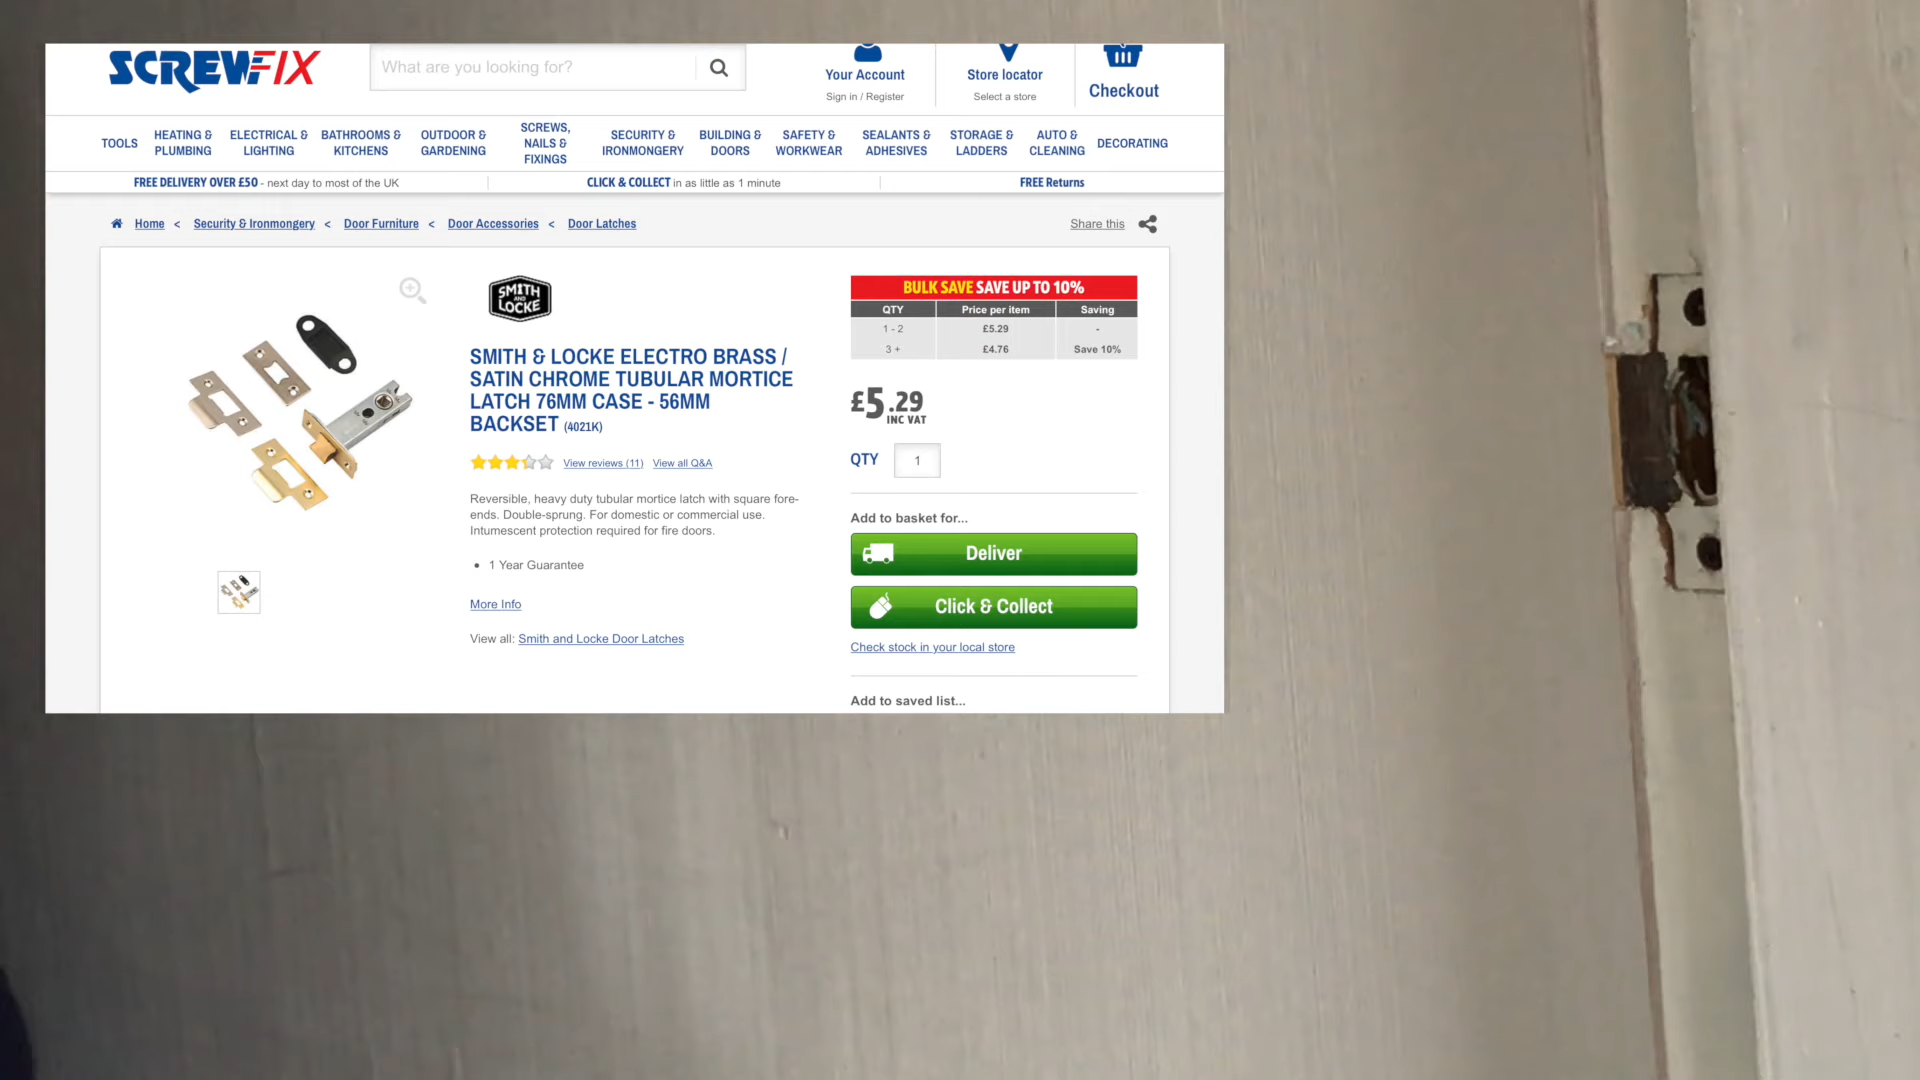 SCREWFIX
What are you looking for?
Your Account
Sign in / Register
Store locator
Select a store
Checkout
TOOLS
HEATING &
PLUMBING
ELECTRICAL &
LIGHTING
BATHROOMS &
KITCHENS
OUTDOOR &
GARDENING
SCREWS,
NAILS &
FIXINGS
SECURITY &
IRONMONGERY
BUILDING &
DOORS
SAFETY &
WORKWEAR
SEALANTS &
ADHESIVES
STORAGE &
LADDERS
AUTO &
CLEANING
DECORATING
FREE DELIVERY OVER £50 - next day to most of the UK
CLICK & COLLECT in as little as 1 minute
FREE Returns
Home < Security & Ironmongery < Door Furniture < Door Accessories < Door Latches
Share this
SMITH
AND
LOCKE
SMITH & LOCKE ELECTRO BRASS /
SATIN CHROME TUBULAR MORTICE
LATCH 76MM CASE - 56MM
BACKSET (4021K)
View reviews (11) View all Q&A
Reversible, heavy duty tubular mortice latch with square fore-
ends. Double-sprung. For domestic or commercial use.
Intumescent protection required for fire doors.
• 1 Year Guarantee
More Info
View all: Smith and Locke Door Latches
BULK SAVE SAVE UP TO 10%
QTY Price per item Saving
1 - 2 £5.29 -
3 + £4.76 Save 10%
£5.29
INC VAT
QTY 1
Add to basket for...
Deliver
Click & Collect
Check stock in your local store
Add to saved list...